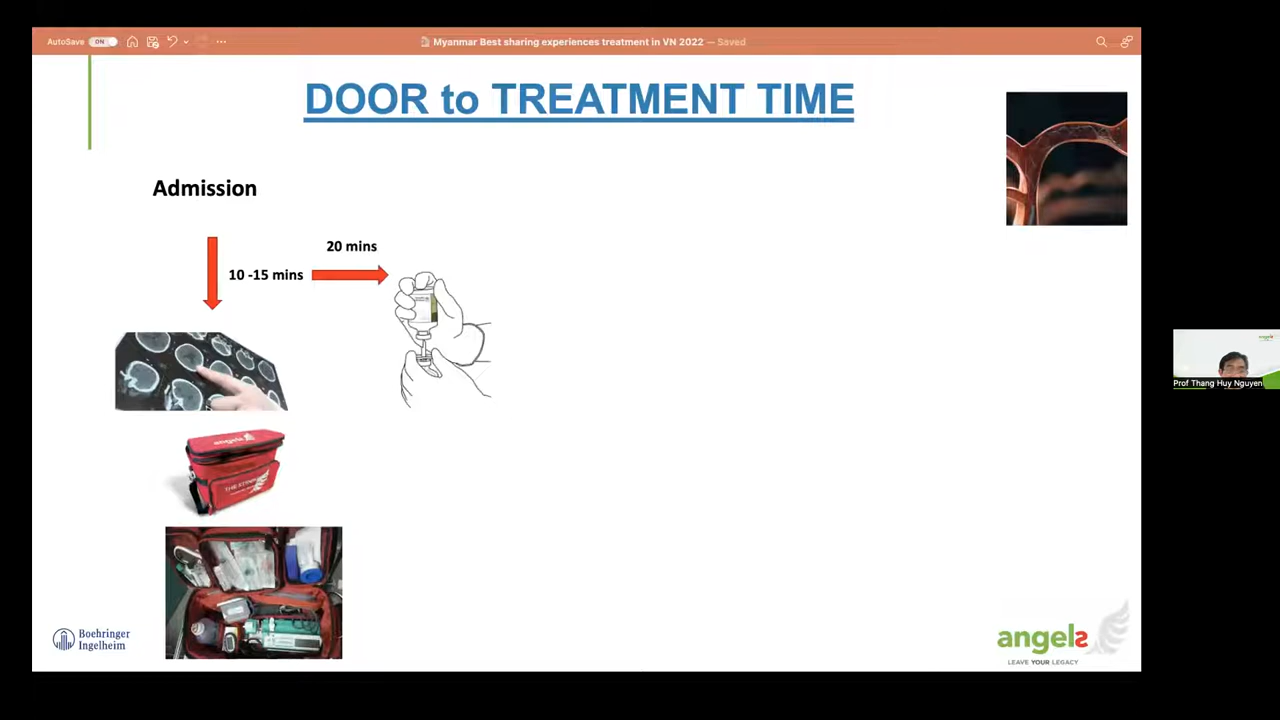 AutoSave ON
Myanmar Best sharing experiences treatment in VN 2022 — Saved
DOOR to TREATMENT TIME
Admission
20 mins
10 -15 mins
angels
Prof Thang Huy Nguyen
Boehringer
Ingelheim
angels
LEAVE YOUR LEGACY